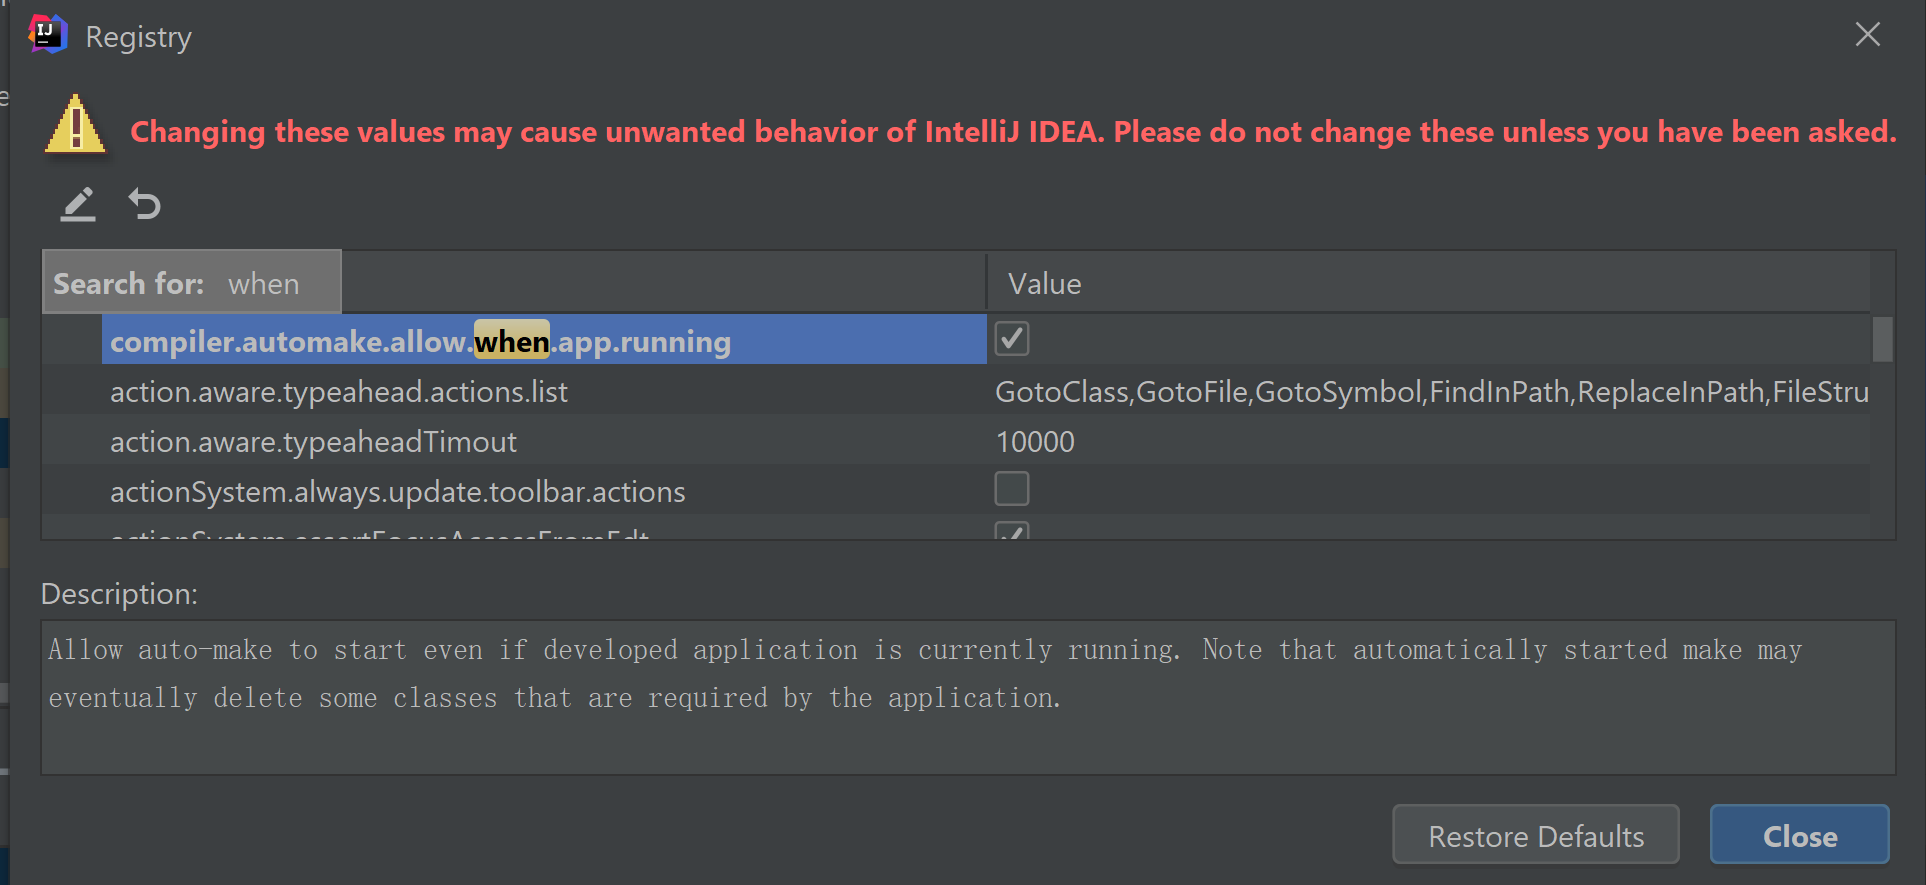 IJ
Registry
Changing these values may cause unwanted behavior of IntelliJ IDEA. Please do not change these unless you have been asked.
Search for: when
Value
compiler.automake.allow.when.app.running
action.aware.typeahead.actions.list
GotoClass,GotoFile,GotoSymbol,FindInPath,ReplaceInPath,FileStru
action.aware.typeaheadTimout
10000
actionSystem.always.update.toolbar.actions
actionSystem.assertFocusAccessFromEdt
Description:
Allow auto-make to start even if developed application is currently running. Note that automatically started make may
eventually delete some classes that are required by the application.
Restore Defaults
Close